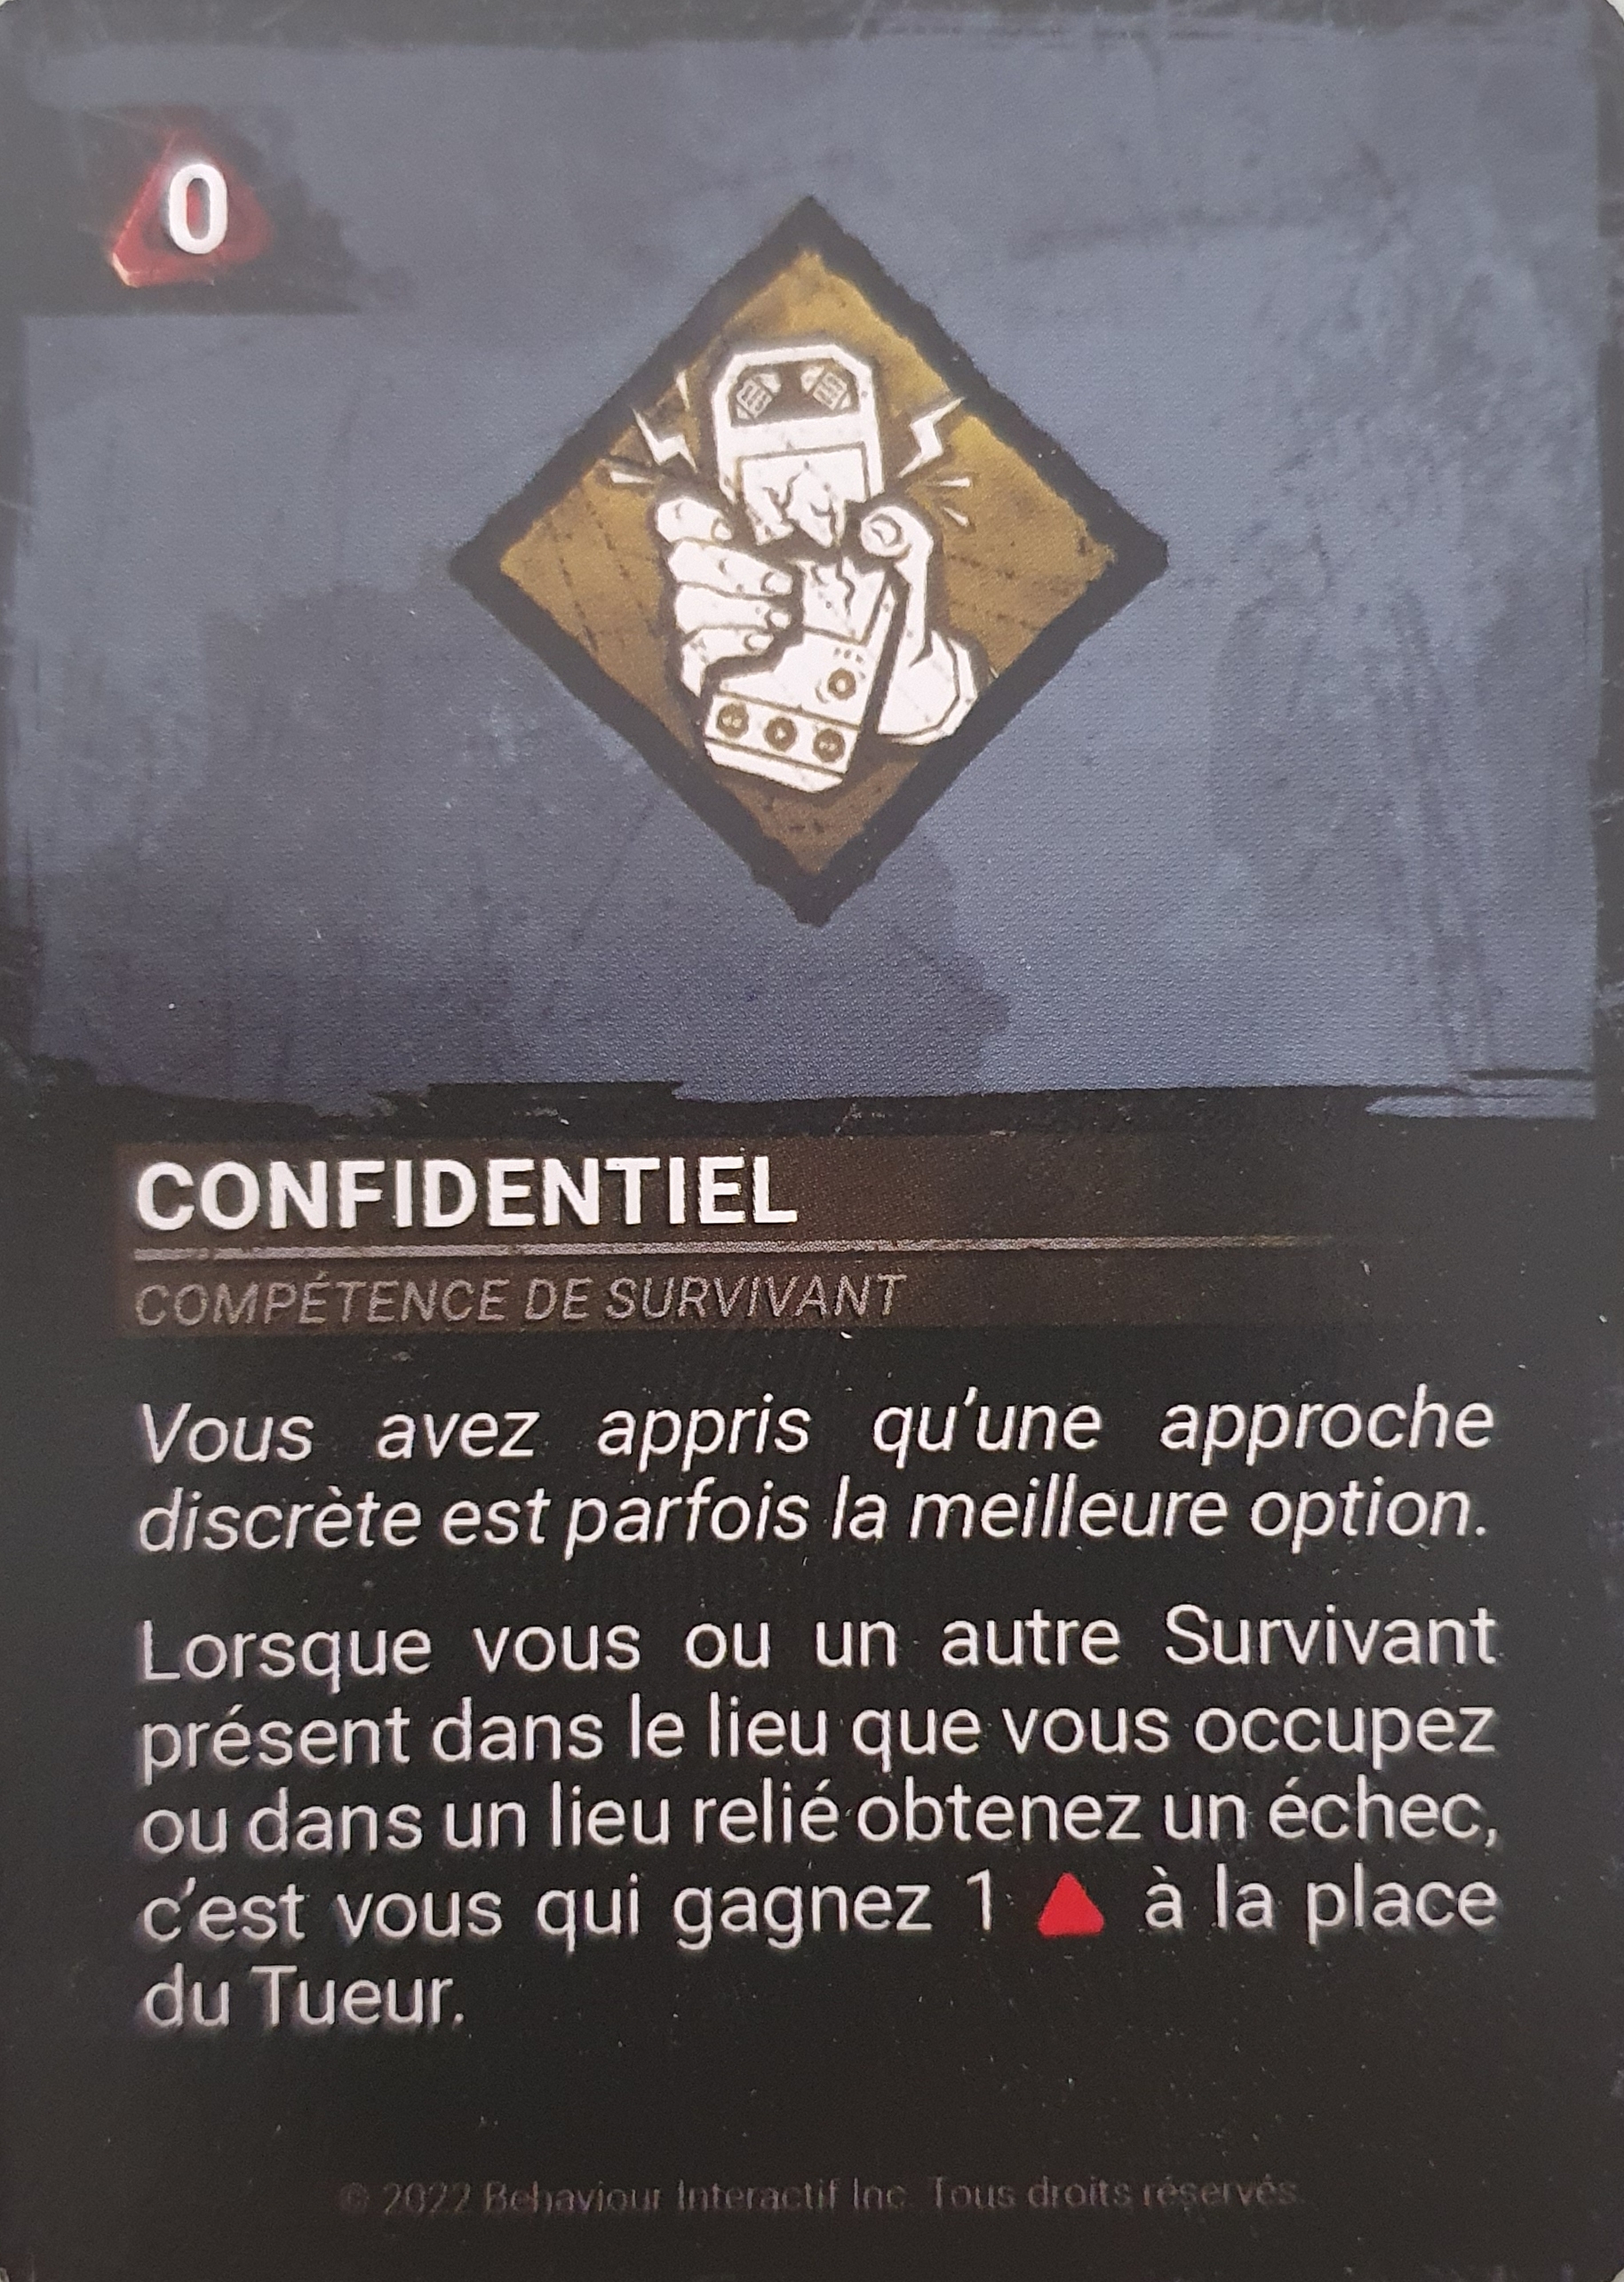 0
CONFIDENTIEL
COMPÉTENCE DE SURVIVANT
Vous avez appris qu'une approche
discrète est parfois la meilleure option.
Lorsque vous ou un autre Survivant
présent dans le lieu que vous occupez
ou dans un lieu relié obtenez un échec,
c'est vous qui gagnez 1 à la place
du Tueur.
© 2022 Behaviour Interactif Inc. Tous droits réservés.